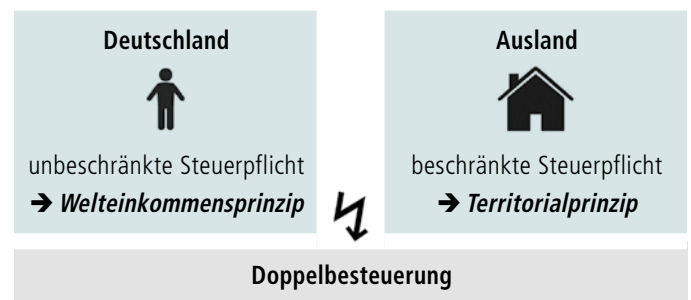 Deutschland
unbeschränkte Steuerpflicht
➔ Welteinkommensprinzip
Ausland
beschränkte Steuerpflicht
➔ Territorialprinzip
Doppelbesteuerung